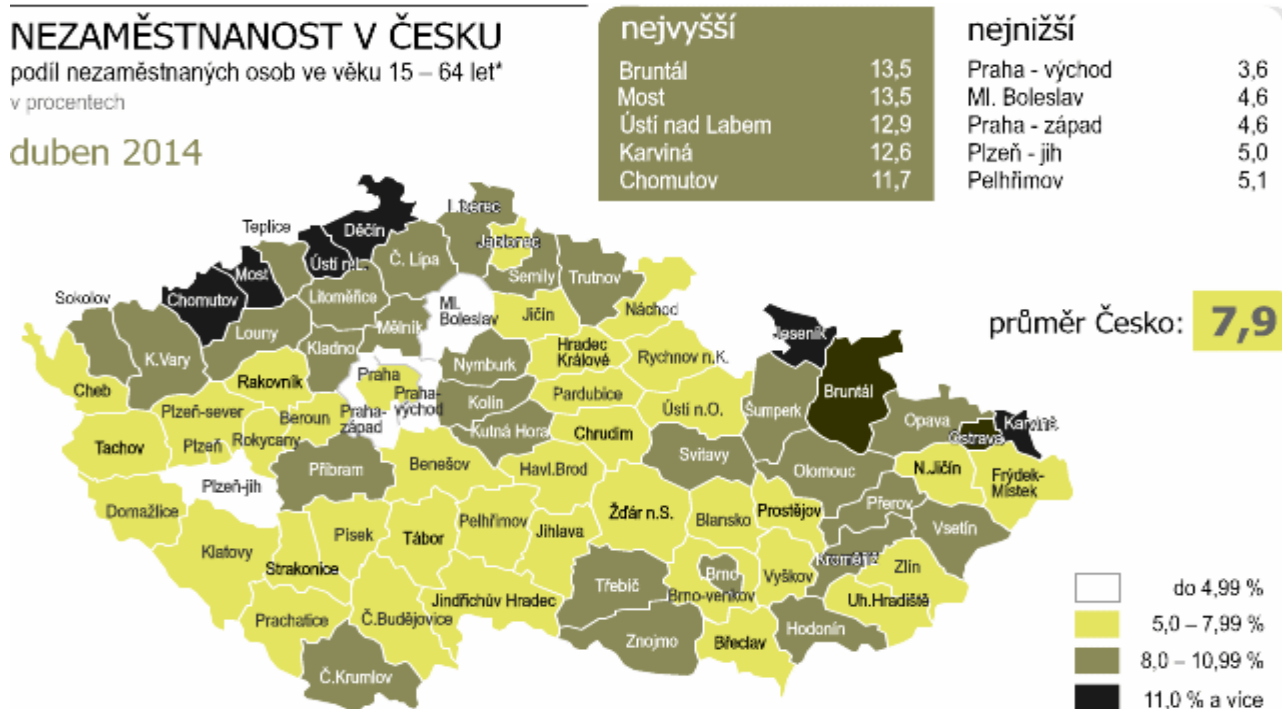 NEZAMĚSTNANOST V ČESKU
podíl nezaměstnaných osob ve věku 15 – 64 let*
v procentech
duben 2014
nejvyšší
Bruntál 13,5
Most 13,5
Ústí nad Labem 12,9
Karviná 12,6
Chomutov 11,7
nejnižší
Praha - východ 3,6
Ml. Boleslav 4,6
Praha - západ 4,6
Plzeň - jih 5,0
Pelhřimov 5,1
průměr Česko: 7,9
Teplice
Děčín
Liberec
Jablonec
Ústí n.L.
Č. Lípa
Semily
Trutnov
Most
Sokolov
Chomutov
Litoměřice
Ml.
Boleslav
Jičín
Náchod
Louny
Mělník
K.Vary
Kladno
Hradec
Králové
Rychnov n.K.
Jeseník
Nymburk
Cheb
Rakovník
Praha
Praha-
východ
Pardubice
Bruntál
Plzeň-sever
Beroun
Praha-
západ
Kolín
Ústí n.O.
Šumperk
Opava
Karviná
Ostrava
Tachov
Plzeň
Rokycany
Kutná Hora
Chrudim
Svitavy
Příbram
Benešov
Havl.Brod
Olomouc
N.Jičín
Frýdek-
Místek
Plzeň-jih
Domažlice
Žďár n.S.
Prostějov
Přerov
Vsetín
Klatovy
Písek
Tábor
Pelhřimov
Jihlava
Blansko
Strakonice
Kroměříž
Zlín
Třebíč
Brno
Brno-venkov
Vyškov
Jindřichův Hradec
Uh.Hradiště
Prachatice
Č.Budějovice
Znojmo
Břeclav
Hodonín
Č.Krumlov
do 4,99 %
5,0 – 7,99 %
8,0 – 10,99 %
11,0 % a více